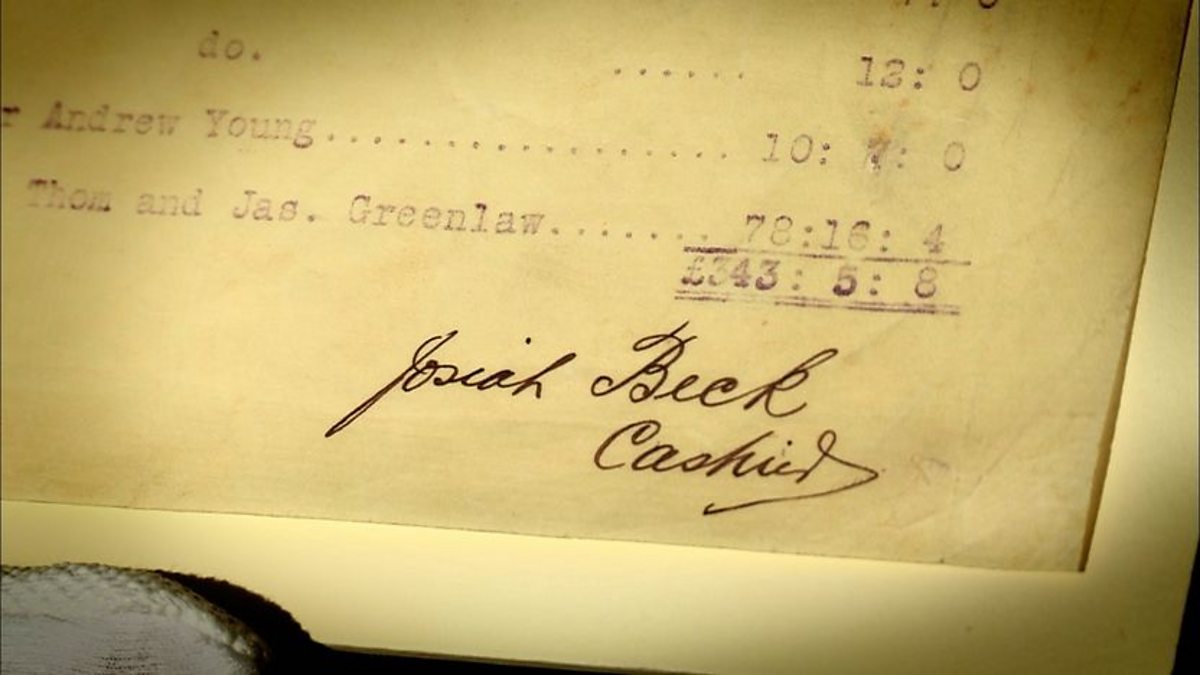 do. ...... 12: 0
Andrew Young................... 10: 7: 0
Thom and Jas. Greenlaw....... 78:16: 4
£343: 5: 8
Josiah Beck
Cashier